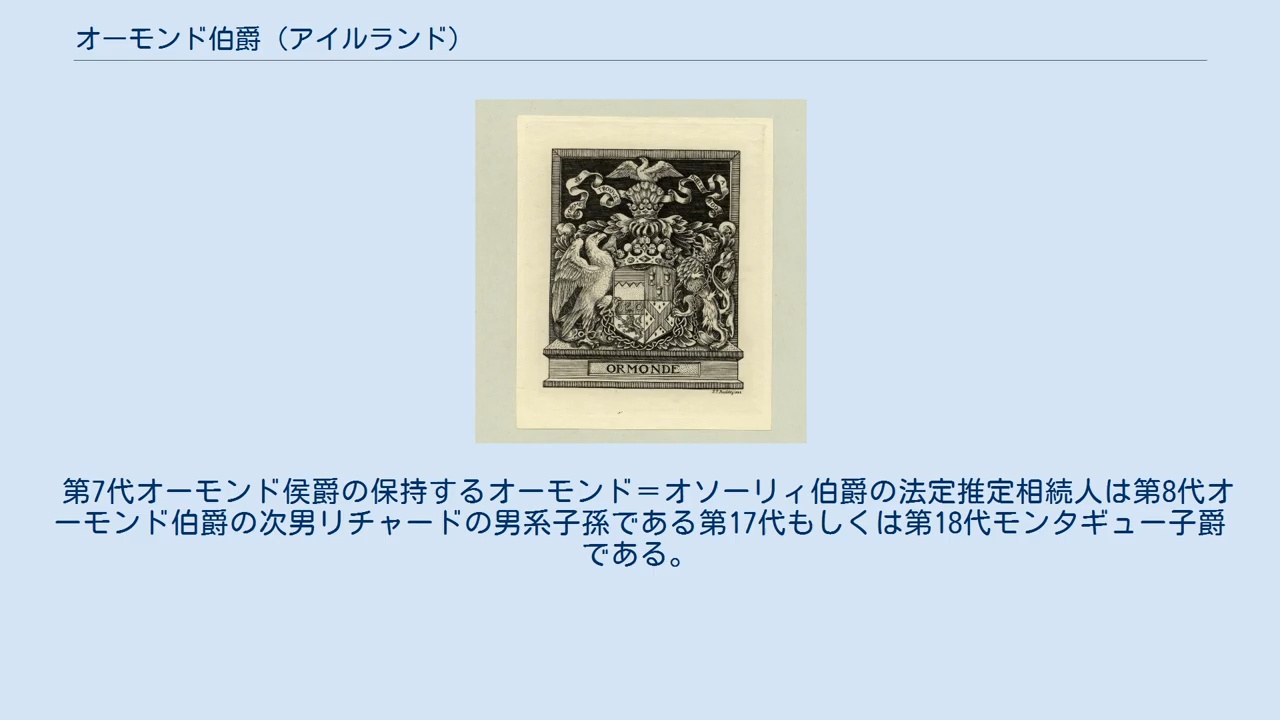 オーモンド伯爵（アイルランド）
ORMONDE
第7代オーモンド侯爵の保持するオーモンド＝オソーリィ伯爵の法定推定相続人は第8代オ
ーモンド伯爵の次男リチャードの男系子孫である第17代もしくは第18代モンタギュー子爵
である。